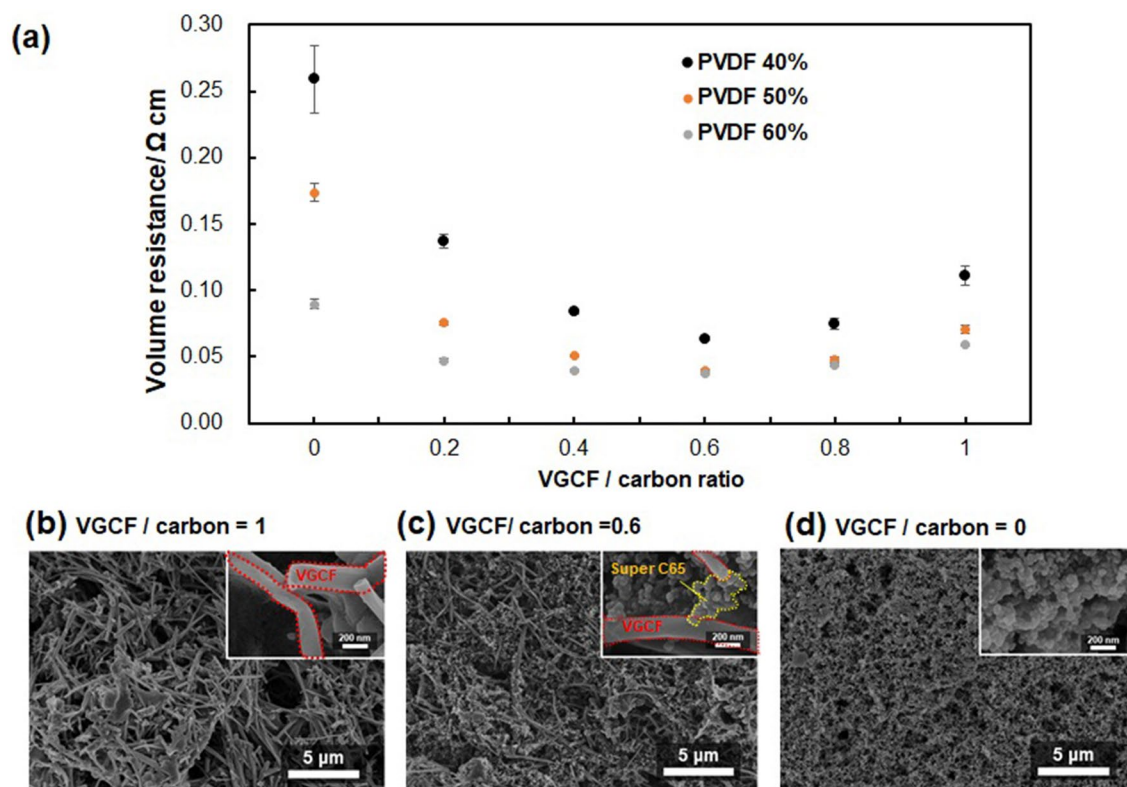 (a)
0.30
0.25
0.20
0.15
0.10
0.05
0.00
Volume resistance/ Ω cm
PVDF 40%
PVDF 50%
PVDF 60%
0 0.2 0.4 0.6 0.8 1
VGCF / carbon ratio
(b) VGCF / carbon = 1
VGCF
200 nm
5 µm
(c) VGCF/ carbon =0.6
Super C65
VGCF
200 nm
5 µm
(d) VGCF / carbon = 0
200 nm
5 µm